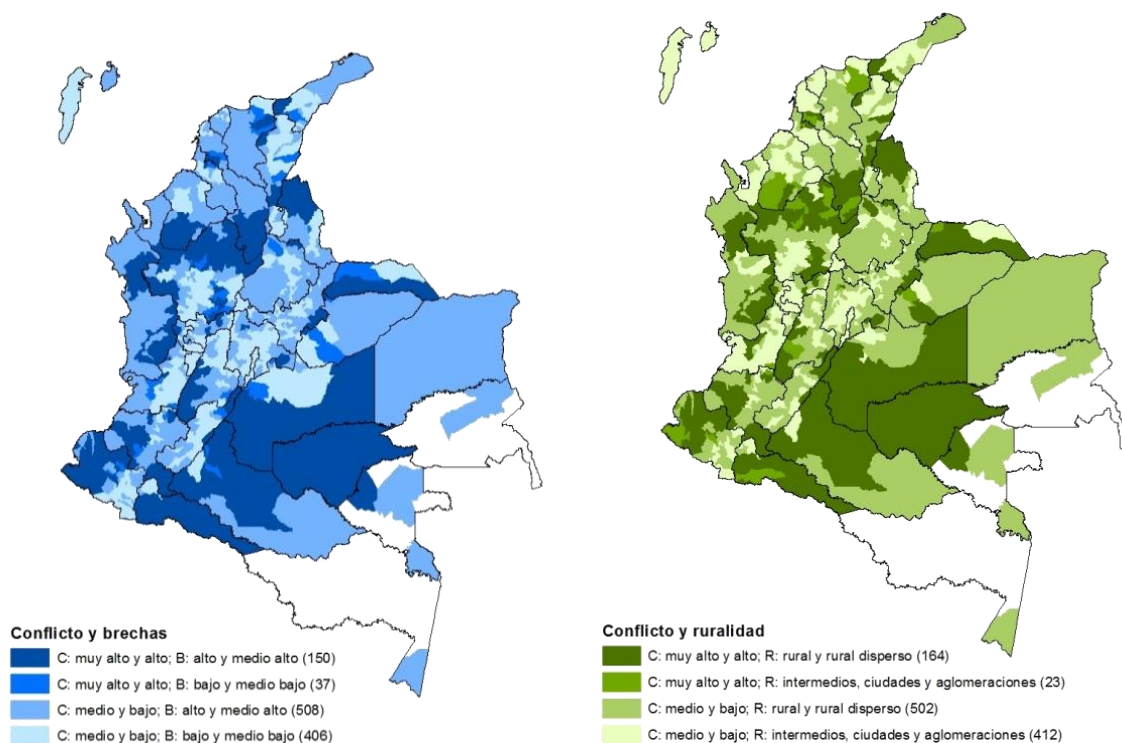 Conflicto y brechas
C: muy alto y alto; B: alto y medio alto (150)
C: muy alto y alto; B: bajo y medio bajo (37)
C: medio y bajo; B: alto y medio alto (508)
C: medio y bajo; B: bajo y medio bajo (406)
Conflicto y ruralidad
C: muy alto y alto; R: rural y rural disperso (164)
C: muy alto y alto; R: intermedios, ciudades y aglomeraciones (23)
C: medio y bajo; R: rural y rural disperso (502)
C: medio y bajo; R: intermedios, ciudades y aglomeraciones (412)